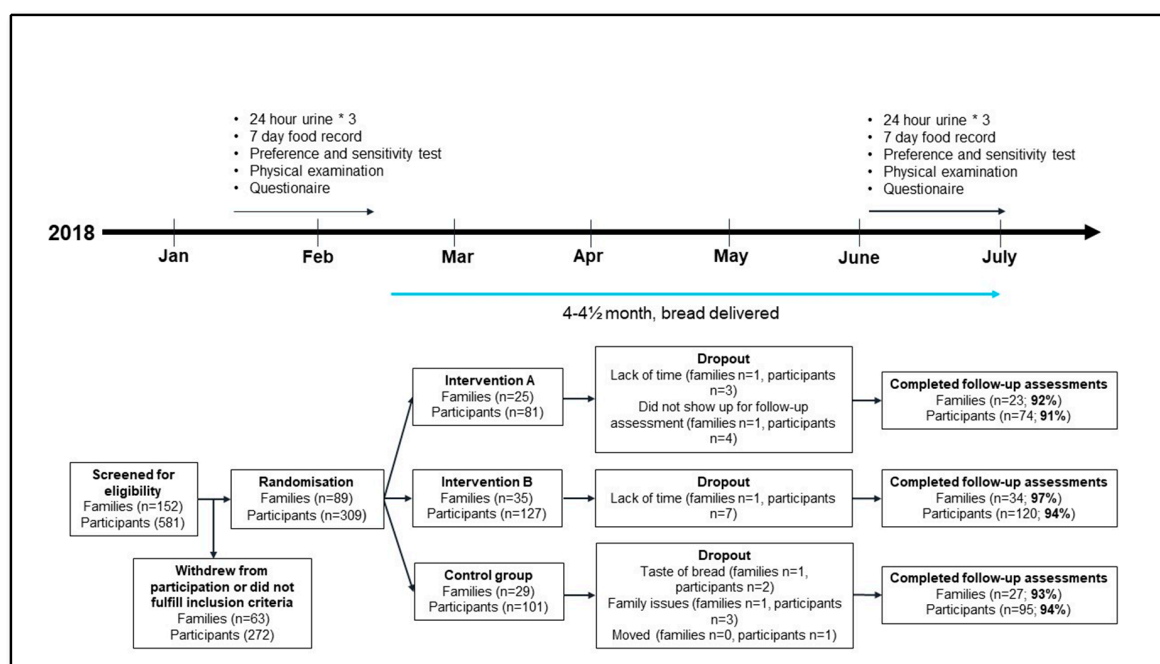 • 24 hour urine * 3
• 7 day food record
• Preference and sensitivity test
• Physical examination
• Questionaire
• 24 hour urine * 3
• 7 day food record
• Preference and sensitivity test
• Physical examination
• Questionaire
2018
Jan
Feb
Mar
Apr
May
June
July
4-4½ month, bread delivered
Screened for
eligibility
Families (n=152)
Participants (581)
Withdrew from
participation or did not
fulfill inclusion criteria
Families (n=63)
Participants (272)
Randomisation
Families (n=89)
Participants (n=309)
Intervention A
Families (n=25)
Participants (n=81)
Dropout
Lack of time (families n=1, participants
n=3)
Did not show up for follow-up
assessment (families n=1, participants
n=4)
Completed follow-up assessments
Families (n=23; 92%)
Participants (n=74; 91%)
Intervention B
Families (n=35)
Participants (n=127)
Dropout
Lack of time (families n=1, participants
n=7)
Completed follow-up assessments
Families (n=34; 97%)
Participants (n=120; 94%)
Control group
Families (n=29)
Participants (n=101)
Dropout
Taste of bread (families n=1,
participants n=2)
Family issues (families n=1, participants
n=3)
Moved (families n=0, participants n=1)
Completed follow-up assessments
Families (n=27; 93%)
Participants (n=95; 94%)